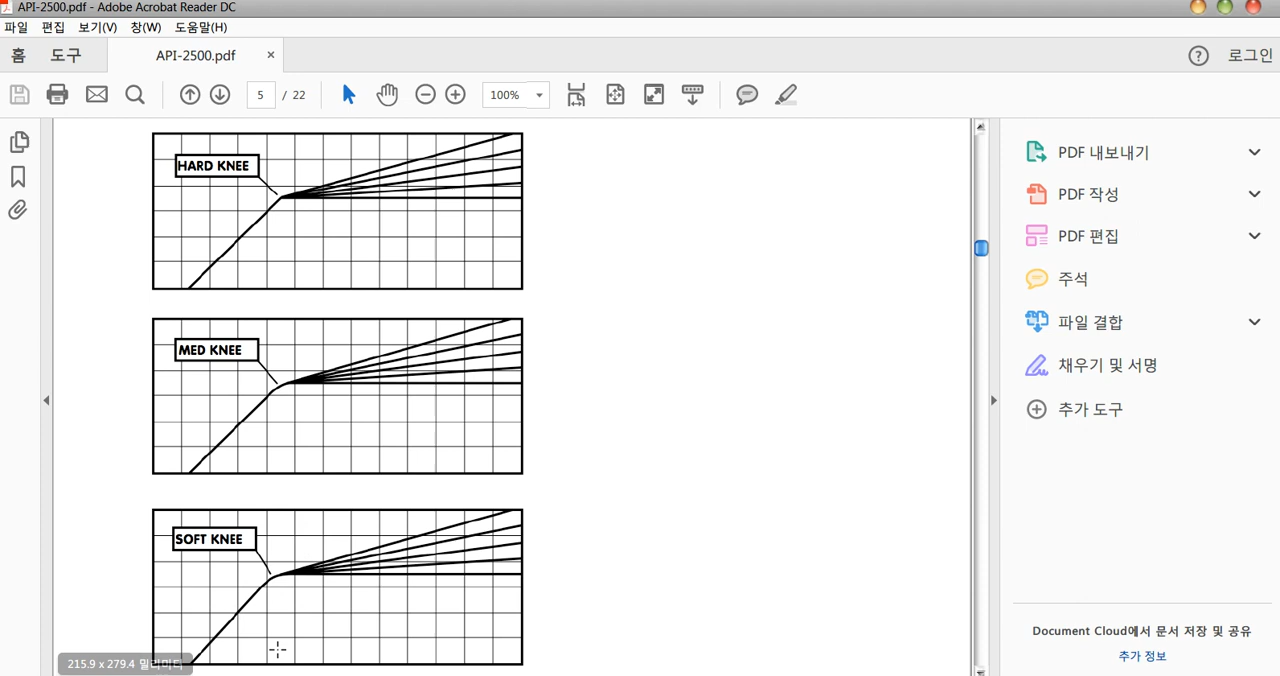 API-2500.pdf - Adobe Acrobat Reader DC
파일 편집 보기(V) 창(W) 도움말(H)
홈 도구 API-2500.pdf × ? 로그인
5 / 22 100%
HARD KNEE
MED KNEE
SOFT KNEE
215.9 x 279.4 밀리미터
PDF 내보내기
PDF 작성
PDF 편집
주석
파일 결합
채우기 및 서명
추가 도구
Document Cloud에서 문서 저장 및 공유
추가 정보